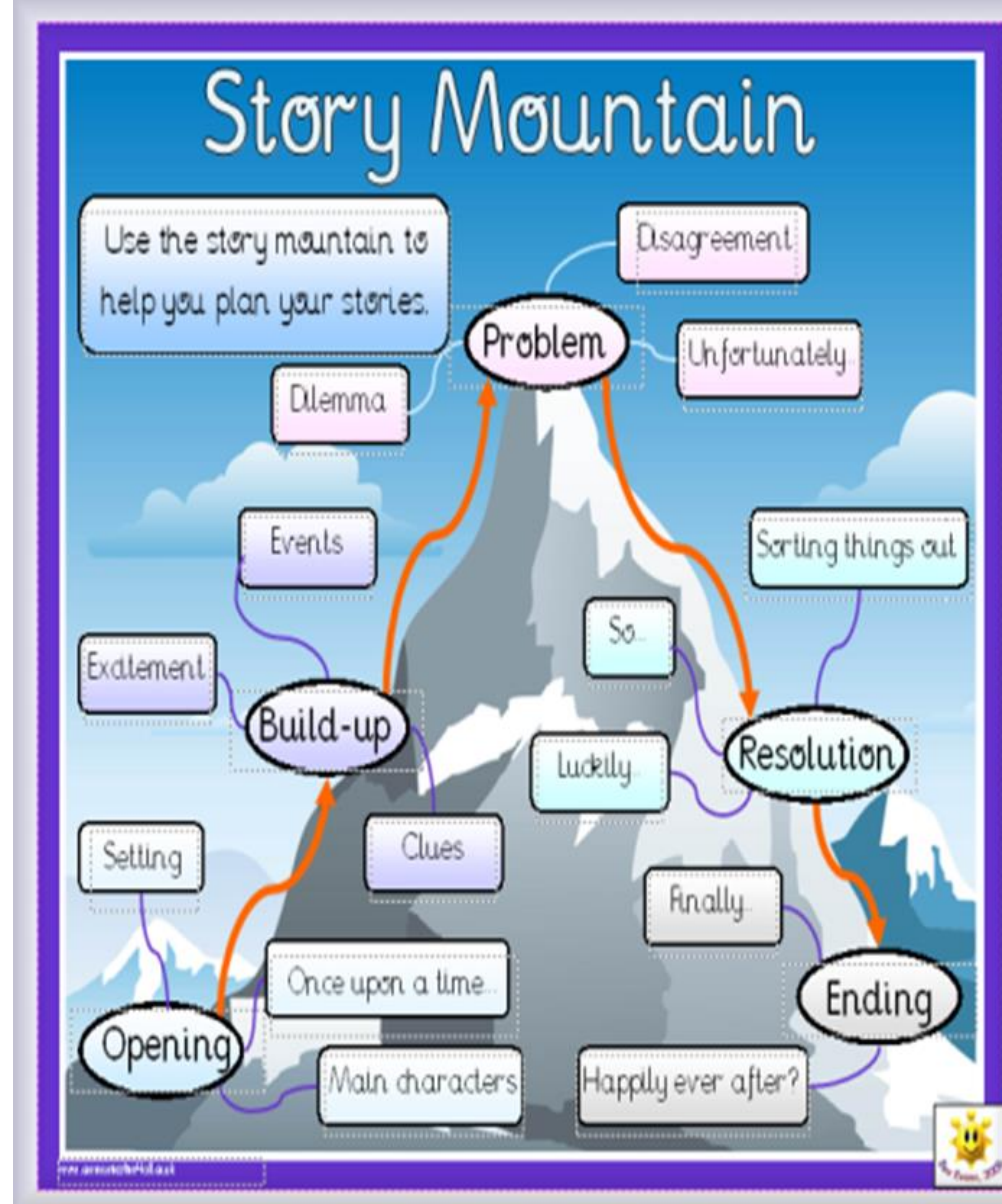 Story Mountain
Use the story mountain to
help you plan your stories.
Disagreement
Problem
Unfortunately...
Dilemma
Events
Sorting things out
So...
Excitement
Build-up
Resolution
Luckily...
Clues
Setting
Finally...
Once upon a time...
Ending
Opening
Main characters
Happily ever after?